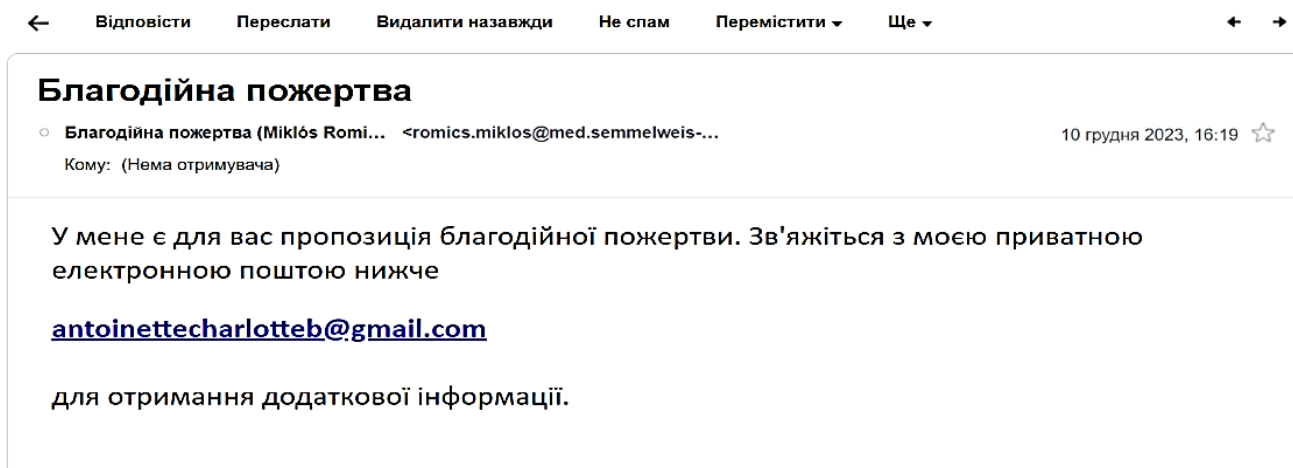 Відповісти Переслати Видалити назавжди Не спам Перемістити Ще
Благодійна пожертва
Благодійна пожертва (Miklós Romi... <romics.miklos@med.semmelweis-... 10 грудня 2023, 16:19
Кому: (Нема отримувача)
У мене є для вас пропозиція благодійної пожертви. Зв'яжіться з моєю приватною
електронною поштою нижче
antoinettecharlotteb@gmail.com
для отримання додаткової інформації.